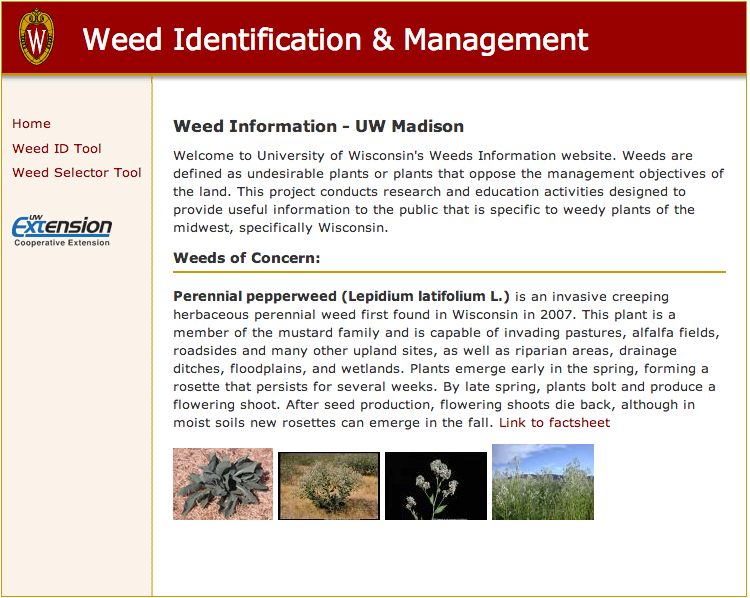 W
Weed Identification & Management
Home
Weed ID Tool
Weed Selector Tool
UW
Extension
Cooperative Extension
Weed Information - UW Madison
Welcome to University of Wisconsin's Weeds Information website. Weeds are
defined as undesirable plants or plants that oppose the management objectives of
the land. This project conducts research and education activities designed to
provide useful information to the public that is specific to weedy plants of the
midwest, specifically Wisconsin.
Weeds of Concern:
Perennial pepperweed (Lepidium latifolium L.) is an invasive creeping
herbaceous perennial weed first found in Wisconsin in 2007. This plant is a
member of the mustard family and is capable of invading pastures, alfalfa fields,
roadsides and many other upland sites, as well as riparian areas, drainage
ditches, floodplains, and wetlands. Plants emerge early in the spring, forming a
rosette that persists for several weeks. By late spring, plants bolt and produce a
flowering shoot. After seed production, flowering shoots die back, although in
moist soils new rosettes can emerge in the fall. Link to factsheet